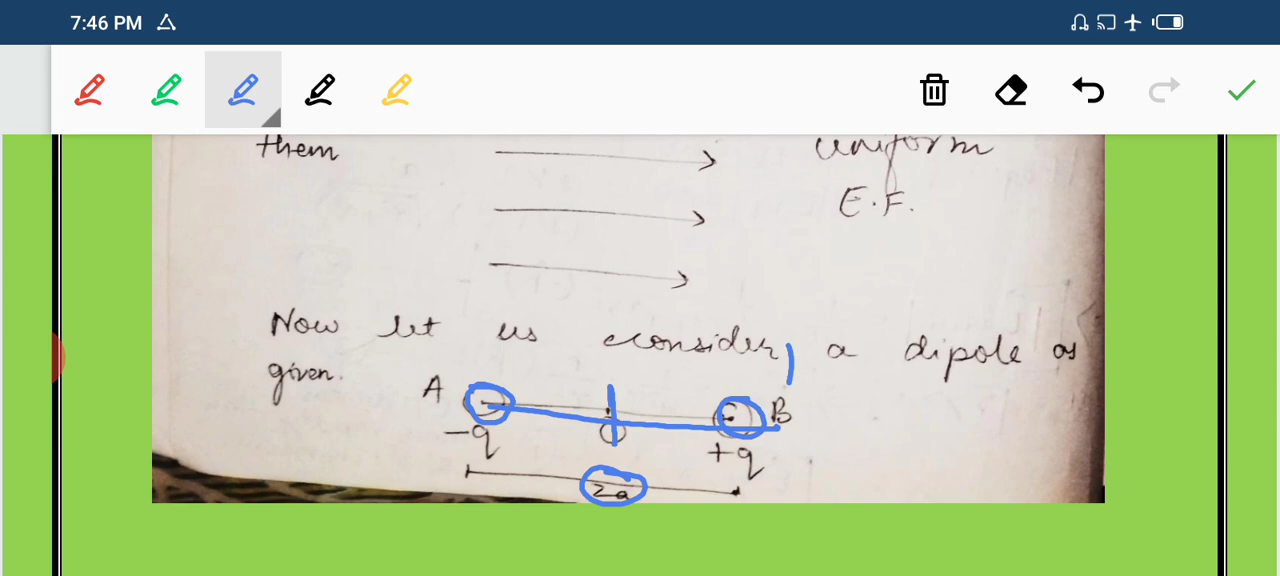 7:46 PM
them
uniform
E.F.
Now let us consider a dipole as
given.
A
B
O
-q
+q
2a